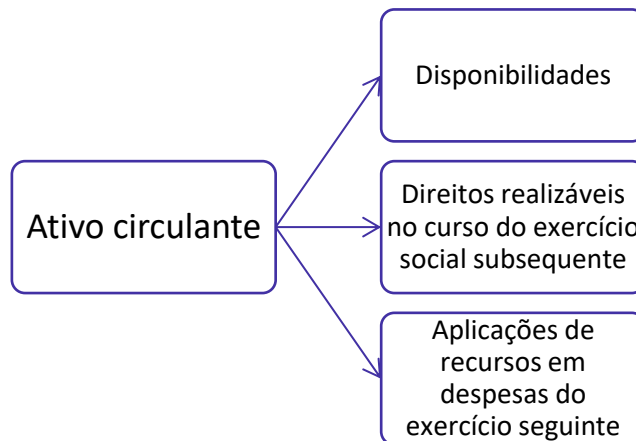 Ativo circulante
Disponibilidades
Direitos realizáveis
no curso do exercício
social subsequente
Aplicações de
recursos em
despesas do
exercício seguinte